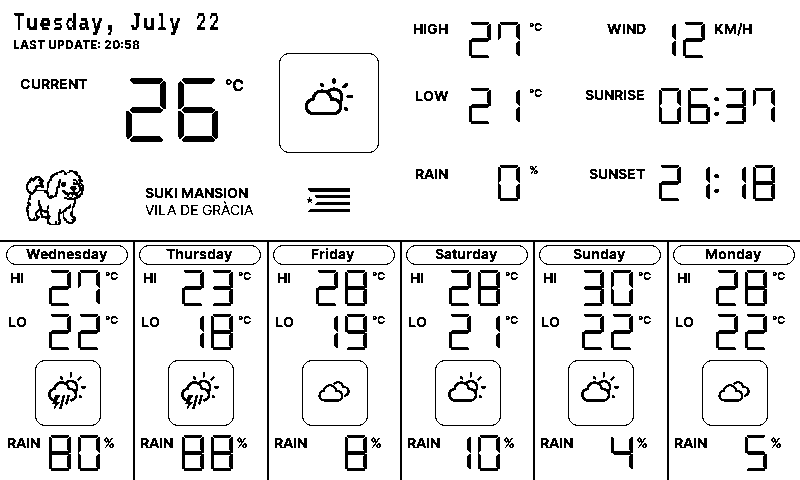 Tuesday, July 22
LAST UPDATE: 20:58
CURRENT 26 °C
SUKI MANSION
VILA DE GRÀCIA
HIGH 27 °C
LOW 21 °C
RAIN 0 %
WIND 12 KM/H
SUNRISE 06:37
SUNSET 21:18
Wednesday
HI 27 °C
LO 22 °C
RAIN 80 %
Thursday
HI 23 °C
LO 18 °C
RAIN 88 %
Friday
HI 28 °C
LO 19 °C
RAIN 8 %
Saturday
HI 28 °C
LO 21 °C
RAIN 10 %
Sunday
HI 30 °C
LO 22 °C
RAIN 4 %
Monday
HI 28 °C
LO 22 °C
RAIN 5 %